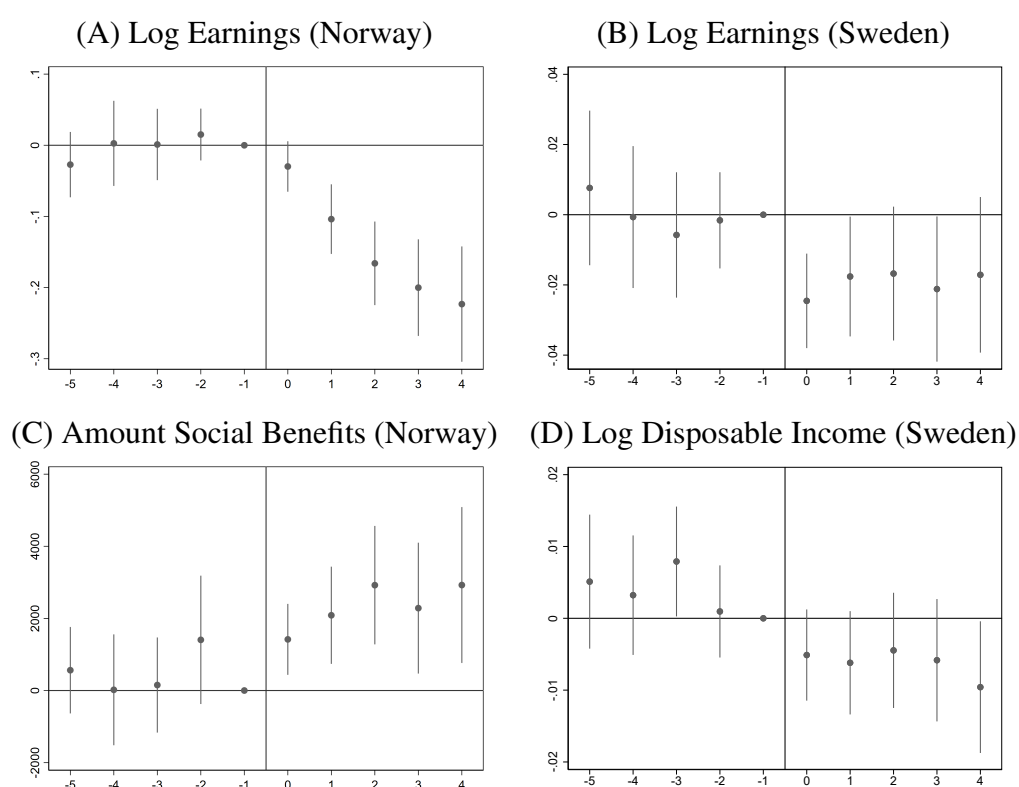 (A) Log Earnings (Norway)
.1
0
-.1
-.2
-.3
-5 -4 -3 -2 -1 0 1 2 3 4
(B) Log Earnings (Sweden)
.04
.02
0
-.02
-.04
-5 -4 -3 -2 -1 0 1 2 3 4
(C) Amount Social Benefits (Norway)
6000
4000
2000
0
-2000
-5 -4 -3 -2 -1 0 1 2 3 4
(D) Log Disposable Income (Sweden)
.02
.01
0
-.01
-.02
-5 -4 -3 -2 -1 0 1 2 3 4